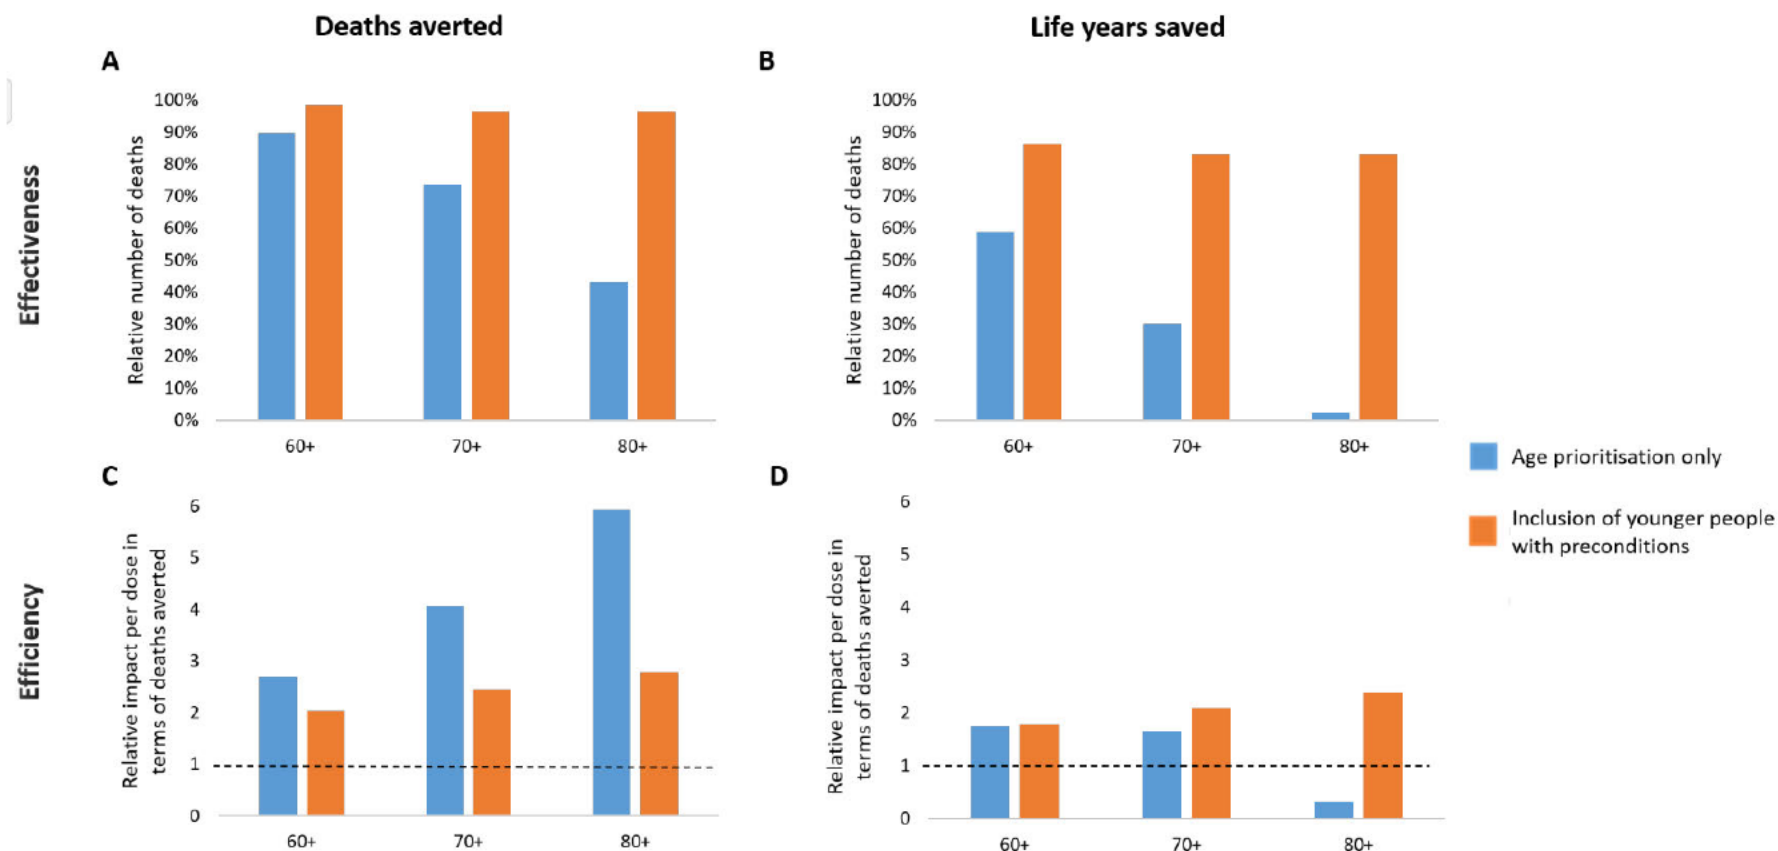 Deaths averted
Life years saved
A
B
Effectiveness
Relative number of deaths
100%
90%
80%
70%
60%
50%
40%
30%
20%
10%
0%
60+
70+
80+
Relative number of deaths
100%
90%
80%
70%
60%
50%
40%
30%
20%
10%
0%
60+
70+
80+
Age prioritisation only
Inclusion of younger people
with preconditions
C
D
Efficiency
Relative impact per dose in
terms of deaths averted
6
5
4
3
2
1
0
60+
70+
80+
Relative impact per dose in
terms of deaths averted
6
5
4
3
2
1
0
60+
70+
80+